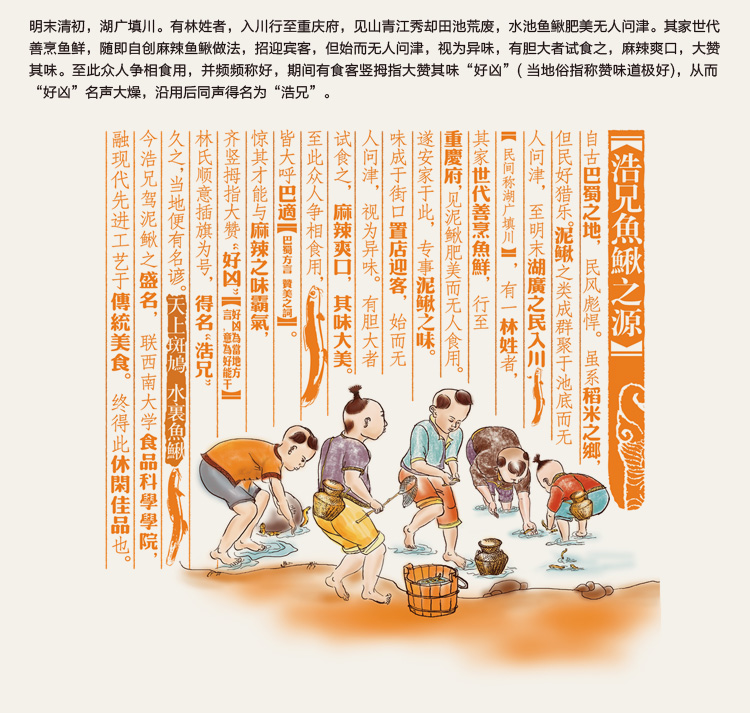 明末清初，湖广填川。有林姓者，入川行至重庆府，见山青江秀却田池荒废，水池鱼鳅肥美无人问津。其家世代
善烹鱼鲜，随即自创麻辣鱼鳅做法，招迎宾客，但始而无人问津，视为异味，有胆大者试食之，麻辣爽口，大赞
其味。至此众人争相食用，并频频称好，期间有食客竖拇指大赞其味“好凶”( 当地俗指称赞味道极好)，从而
“好凶”名声大燥，沿用后同声得名为“浩兄”。
【浩兄魚鰍之源】
自古巴蜀之地，民风彪悍。虽系稻米之鄉，
但民好猎乐。泥鳅之类成群聚于池底而无
人问津，至明末湖廣之民入川
【民间称湖广填川】，有一林姓者，
其家世代善烹魚鮮，行至
重慶府，见泥鳅肥美而无人食用。
遂安家于此，专事泥鳅之味。
味成于街口置店迎客，始而无
人问津，视为异味。有胆大者
试食之，麻辣爽口，其味大美。
至此众人争相食用，
皆大呼巴適【巴蜀方言 贊美之詞】。
惊其才能与麻辣之味霸氣，
齐竖拇指大赞“好凶”【好凶為當地方言，意為好能干】
林氏顺意插旗为号，得名“浩兄”
久之，当地便有名谚。天上斑鳩 水裏魚鰍
今浩兄驾泥鳅之盛名，联西南大学食品科學學院，
融现代先进工艺于傳統美食。终得此休閑佳品也。